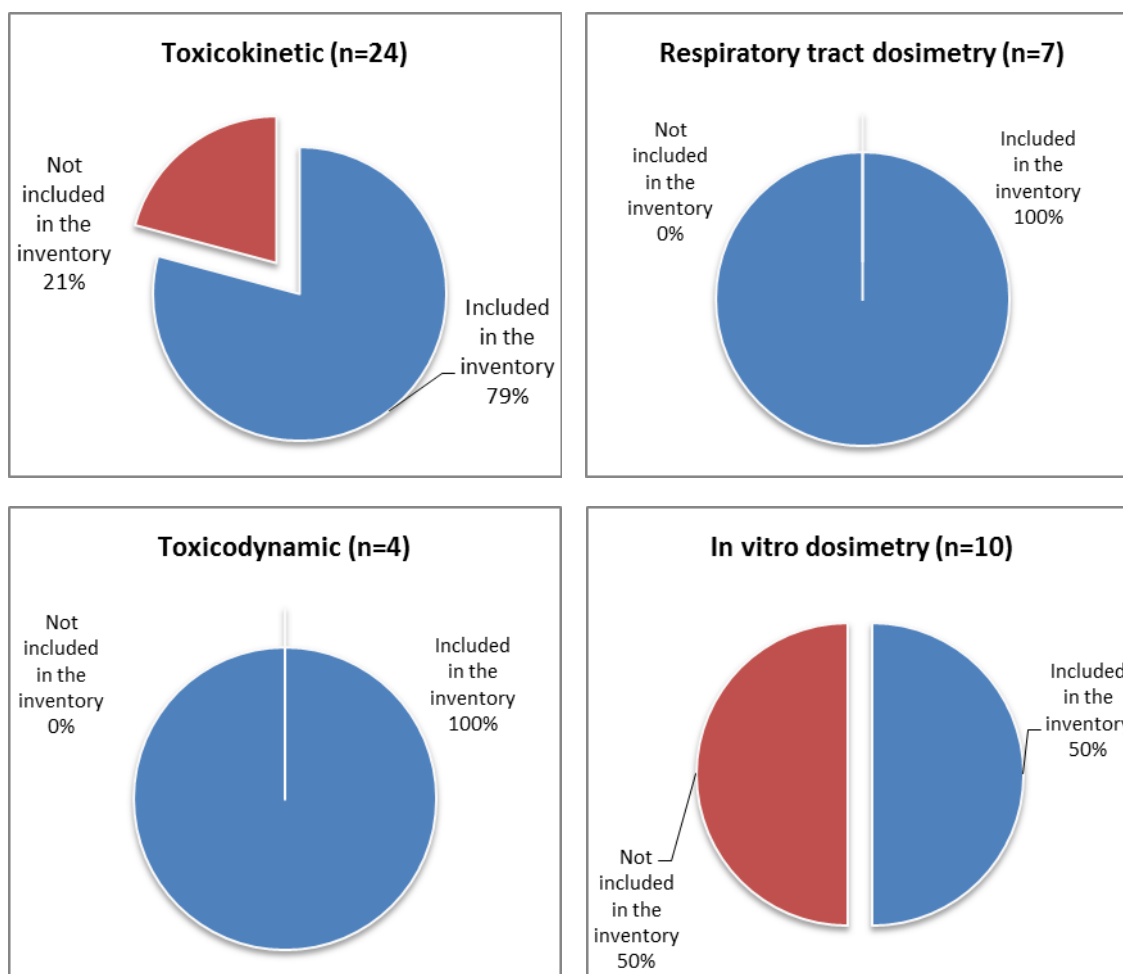 Toxicokinetic (n=24)
Not
included
in the
inventory
21%
Included
in the
inventory
79%
Respiratory tract dosimetry (n=7)
Not
included
in the
inventory
0%
Included
in the
inventory
100%
Toxicodynamic (n=4)
Not
included
in the
inventory
0%
Included
in the
inventory
100%
In vitro dosimetry (n=10)
Included
in the
inventory
50%
Not
included
in the
inventory
50%